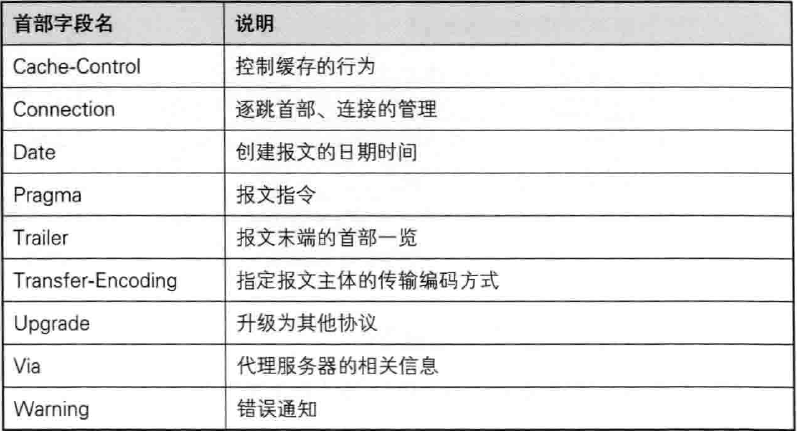 首部字段名 说明
Cache-Control 控制缓存的行为
Connection 逐跳首部、连接的管理
Date 创建报文的日期时间
Pragma 报文指令
Trailer 报文末端的首部一览
Transfer-Encoding 指定报文主体的传输编码方式
Upgrade 升级为其他协议
Via 代理服务器的相关信息
Warning 错误通知